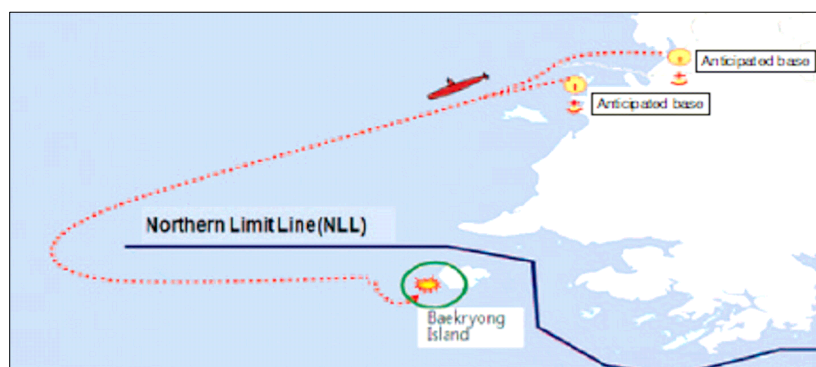 Anticipated base
Anticipated base
Northern Limit Line(NLL)
Baekryong
Island